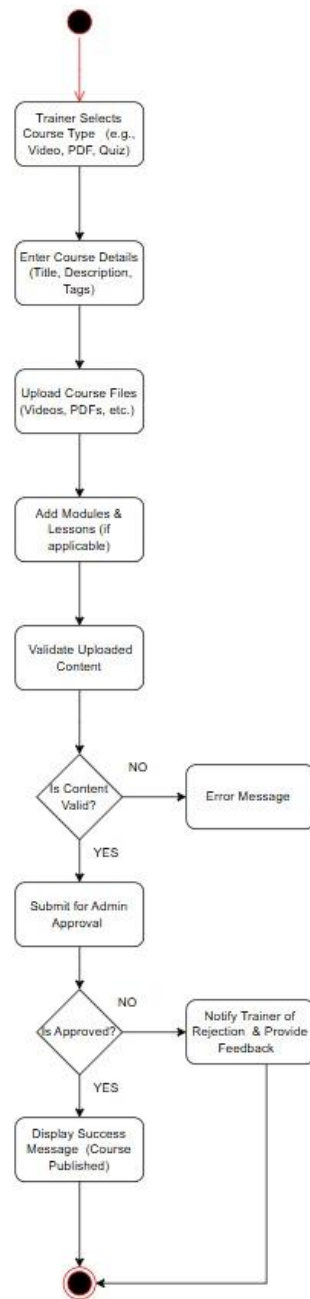 Trainer Selects
Course Type (e.g.,
Video, PDF, Quiz)
Enter Course Details
(Title, Description,
Tags)
Upload Course Files
(Videos, PDFs, etc.)
Add Modules &
Lessons (if
applicable)
Validate Uploaded
Content
Is Content
Valid?
NO
Error Message
YES
Submit for Admin
Approval
Is Approved?
NO
Notify Trainer of
Rejection & Provide
Feedback
YES
Display Success
Message (Course
Published)